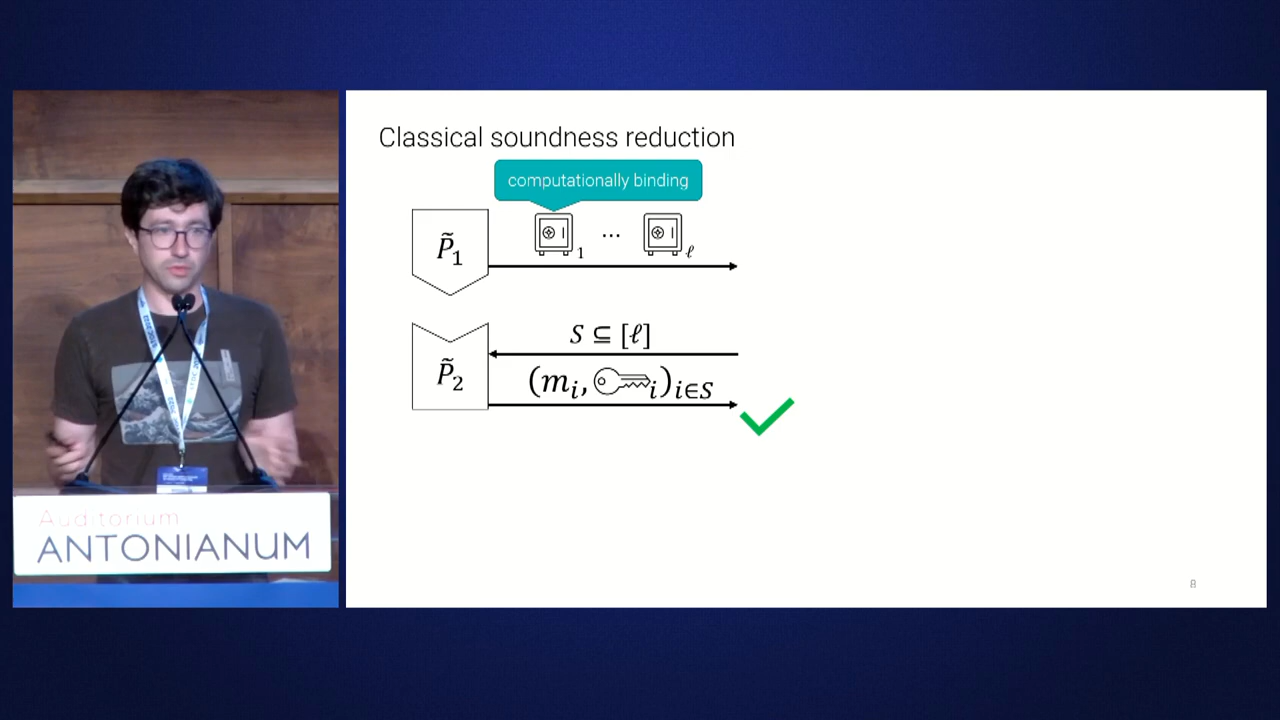 Classical soundness reduction
computationally binding
P̃₁
1 ... ℓ
S ⊆ [ℓ]
P̃₂
(mᵢ, ᵢ)ᵢ∈S
Auditorium
ANTONIANUM
8